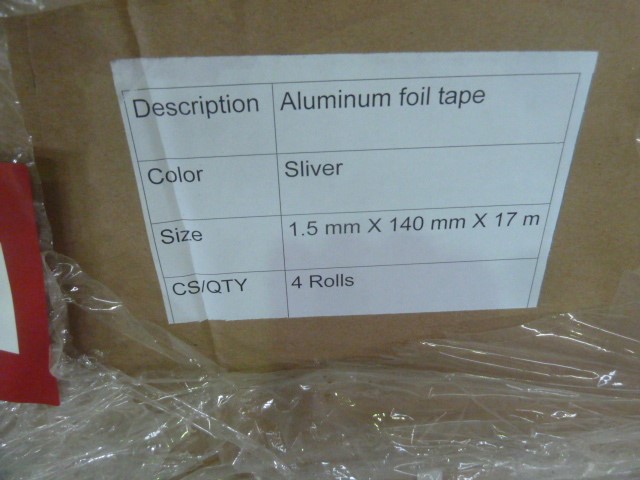 Description Aluminum foil tape
Color Sliver
Size 1.5 mm X 140 mm X 17 m
CS/QTY 4 Rolls